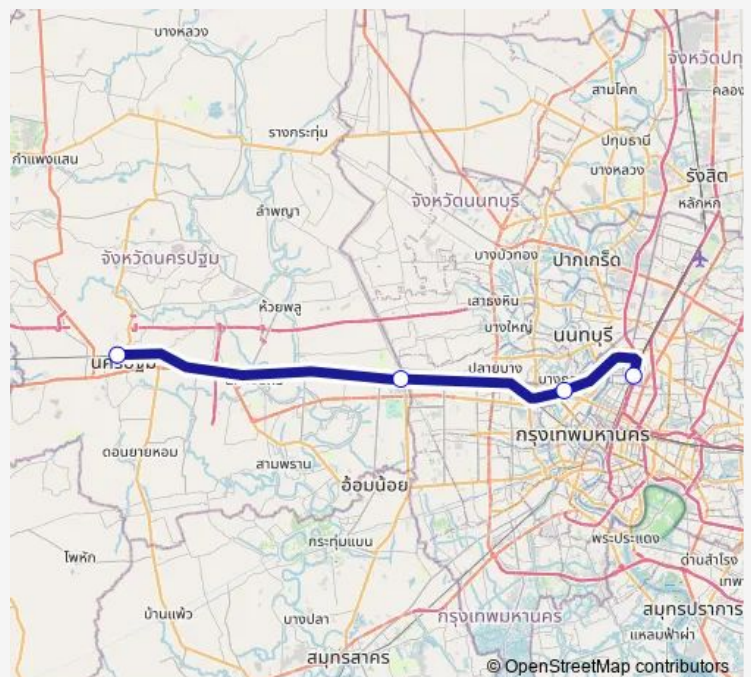 บางหลวง
จังหวัดปทุ
สามโคก
คลอง
รางกระทุ่ม
ปทุมธานี
กำแพงแสน
บางหลวง
รังสิต
หลักหก
จังหวัดนนทบุรี
ลำพญา
บางบัวทอง
ปากเกร็ด
จังหวัดนครปฐม
เสาธงหิน
ห้วยพลู
บางใหญ่
นนทบุรี
นครปฐม
ปลายบาง
กรุงเทพมหานคร
ดอนยายหอม
สามพราน
อ้อมน้อย
พระประแดง
กระทุ่มแบน
ไผ่หัก
ด่านสำโรง
เทพา
บ้านแพ้ว
บางปลา
กรุงเทพมหานคร
สมุทรปราการ
แหลมฟ้าผ่า
สมุทรสาคร
© OpenStreetMap contributors